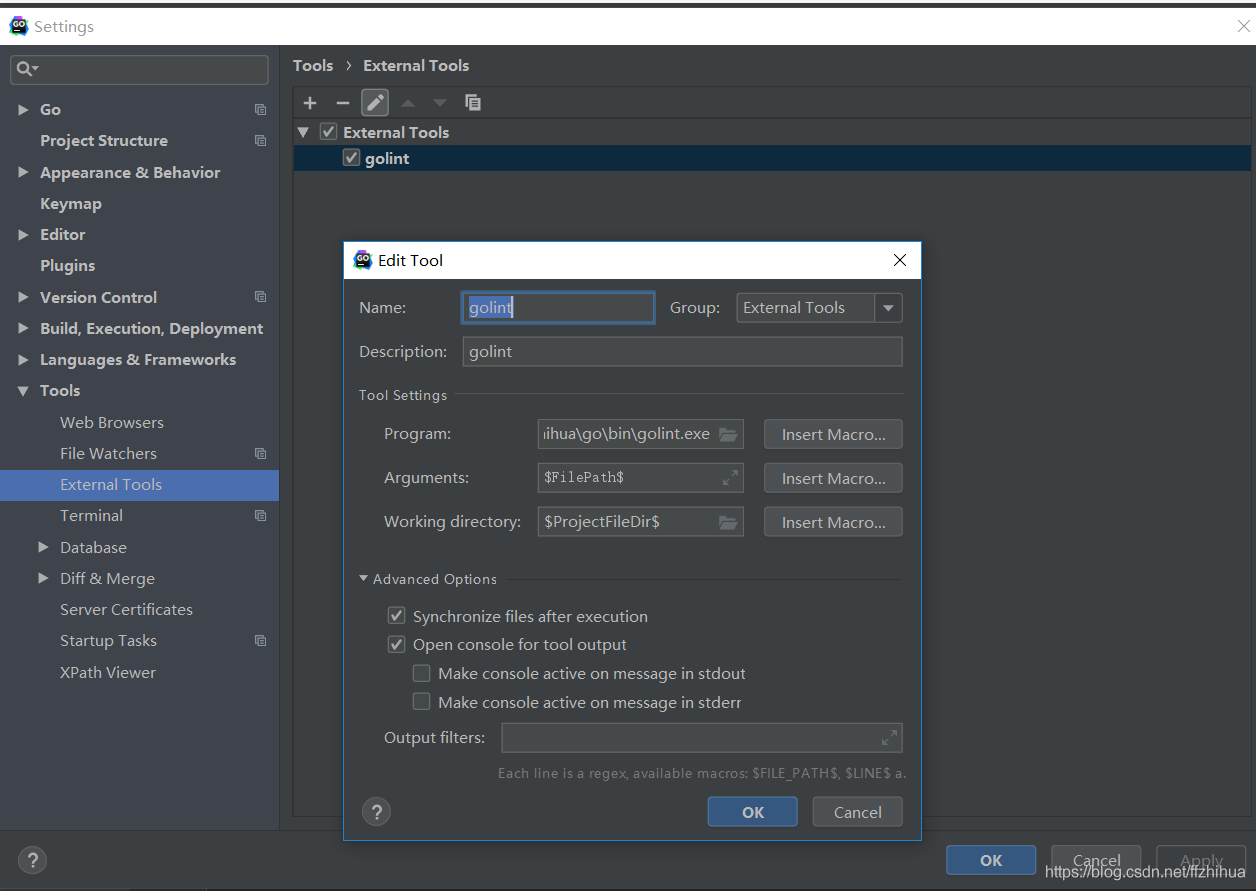 GO Settings
Tools › External Tools
Go
Project Structure
Appearance & Behavior
Keymap
Editor
Plugins
Version Control
Build, Execution, Deployment
Languages & Frameworks
Tools
Web Browsers
File Watchers
External Tools
Terminal
Database
Diff & Merge
Server Certificates
Startup Tasks
XPath Viewer
External Tools
golint
GO Edit Tool
Name: golint Group: External Tools
Description: golint
Tool Settings
Program: ihua\go\bin\golint.exe Insert Macro...
Arguments: $FilePath$ Insert Macro...
Working directory: $ProjectFileDir$ Insert Macro...
Advanced Options
Synchronize files after execution
Open console for tool output
Make console active on message in stdout
Make console active on message in stderr
Output filters:
Each line is a regex, available macros: $FILE_PATH$, $LINE$ a.
? OK Cancel
? OK Cancel Apply
https://blog.csdn.net/ffzhihua